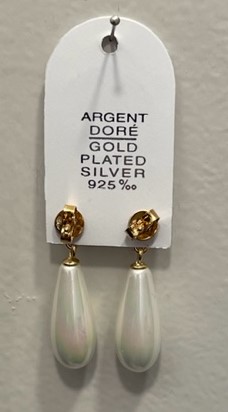 ARGENT
DORÉ
GOLD
PLATED
SILVER
925‰